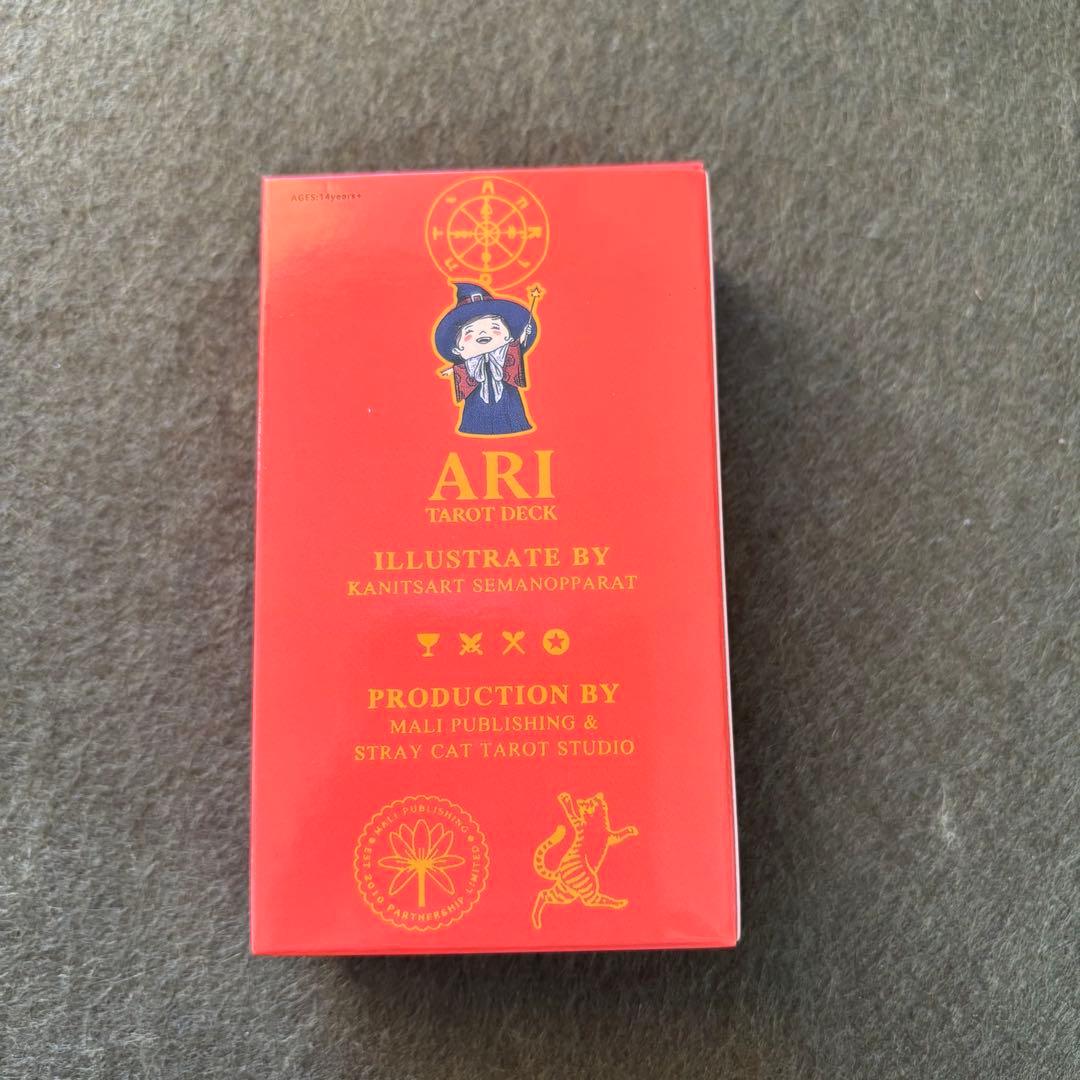 AGES:14years+
ARI
TAROT DECK
ILLUSTRATE BY
KANITSART SEMANOPPARAT
PRODUCTION BY
MALI PUBLISHING &
STRAY CAT TAROT STUDIO
MALI PUBLISHING
EST 2010 PARTNERSHIP LIMITED